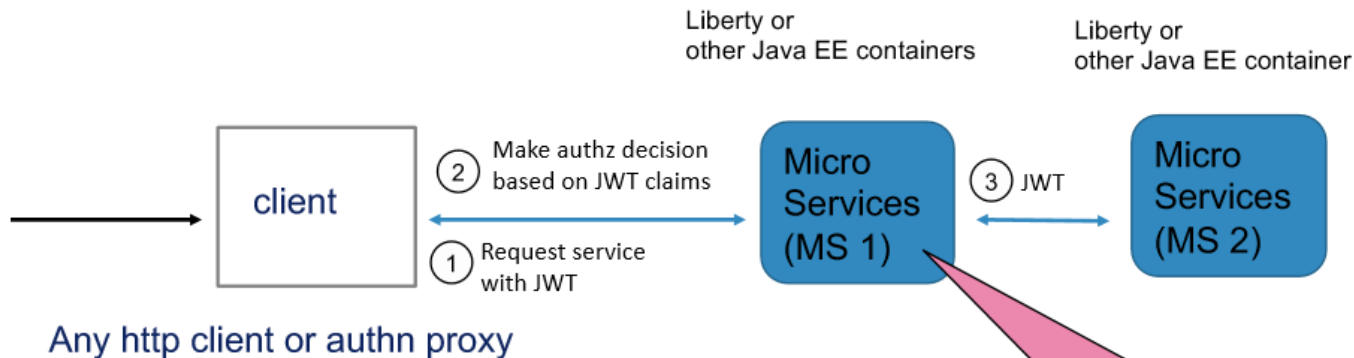 Liberty or
other Java EE containers
Liberty or
other Java EE container
client
2 Make authz decision
based on JWT claims
1 Request service
with JWT
Micro
Services
(MS 1)
3 JWT
Micro
Services
(MS 2)
Any http client or authn proxy